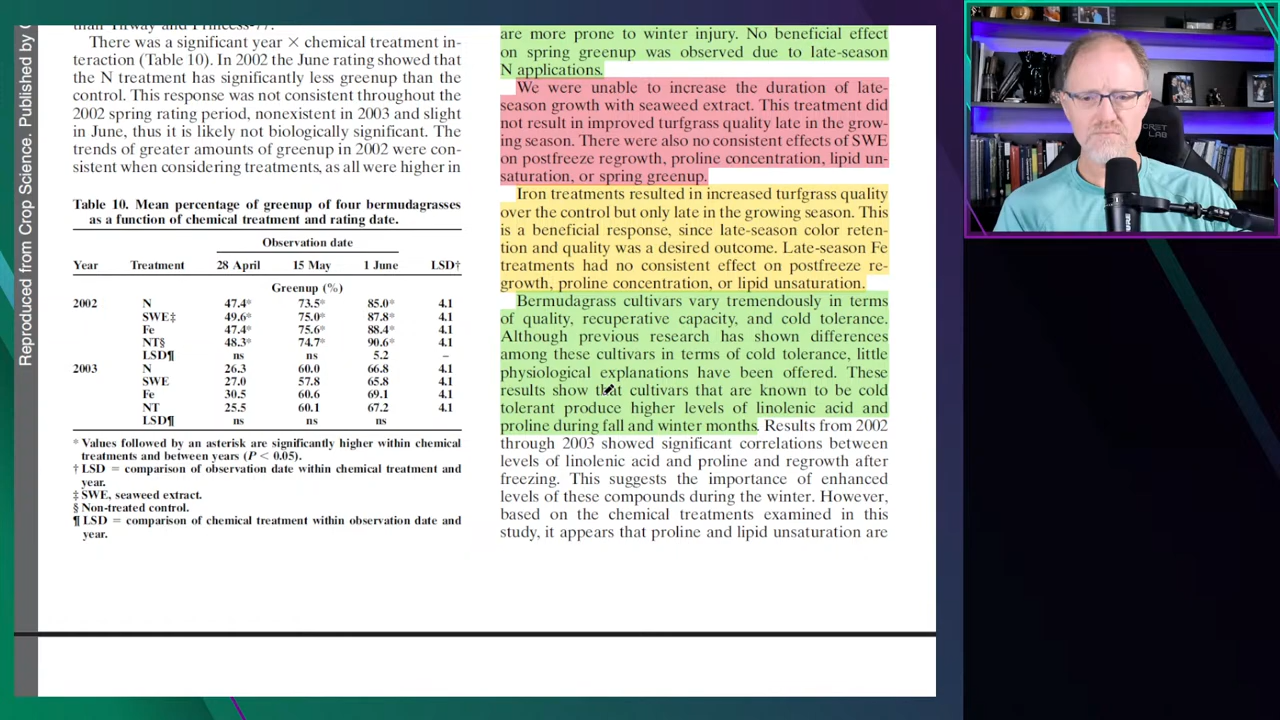 than Tifway and Princess-77.
There was a significant year × chemical treatment in-
teraction (Table 10). In 2002 the June rating showed that
the N treatment has significantly less greenup than the
control. This response was not consistent throughout the
2002 spring rating period, nonexistent in 2003 and slight
in June, thus it is likely not biologically significant. The
trends of greater amounts of greenup in 2002 were con-
sistent when considering treatments, as all were higher in
Table 10. Mean percentage of greenup of four bermudagrasses
as a function of chemical treatment and rating date.
Observation date
Year Treatment 28 April 15 May 1 June LSD†
Greenup (%)
2002 N 47.4* 73.5* 85.0* 4.1
SWE‡ 49.6* 75.0* 87.8* 4.1
Fe 47.4* 75.6* 88.4* 4.1
NT§ 48.3* 74.7* 90.6* 4.1
LSD¶ ns ns 5.2 –
2003 N 26.3 60.0 66.8 4.1
SWE 27.0 57.8 65.8 4.1
Fe 30.5 60.6 69.1 4.1
NT 25.5 60.1 67.2 4.1
LSD¶ ns ns ns
* Values followed by an asterisk are significantly higher within chemical
treatments and between years (P < 0.05).
† LSD = comparison of observation date within chemical treatment and
year.
‡ SWE, seaweed extract.
§ Non-treated control.
¶ LSD = comparison of chemical treatment within observation date and
year.
are more prone to winter injury. No beneficial effect
on spring greenup was observed due to late-season
N applications.
We were unable to increase the duration of late-
season growth with seaweed extract. This treatment did
not result in improved turfgrass quality late in the grow-
ing season. There were also no consistent effects of SWE
on postfreeze regrowth, proline concentration, lipid un-
saturation, or spring greenup.
Iron treatments resulted in increased turfgrass quality
over the control but only late in the growing season. This
is a beneficial response, since late-season color reten-
tion and quality was a desired outcome. Late-season Fe
treatments had no consistent effect on postfreeze re-
growth, proline concentration, or lipid unsaturation.
Bermudagrass cultivars vary tremendously in terms
of quality, recuperative capacity, and cold tolerance.
Although previous research has shown differences
among these cultivars in terms of cold tolerance, little
physiological explanations have been offered. These
results show that cultivars that are known to be cold
tolerant produce higher levels of linolenic acid and
proline during fall and winter months. Results from 2002
through 2003 showed significant correlations between
levels of linolenic acid and proline and regrowth after
freezing. This suggests the importance of enhanced
levels of these compounds during the winter. However,
based on the chemical treatments examined in this
study, it appears that proline and lipid unsaturation are
Reproduced from Crop Science. Published by